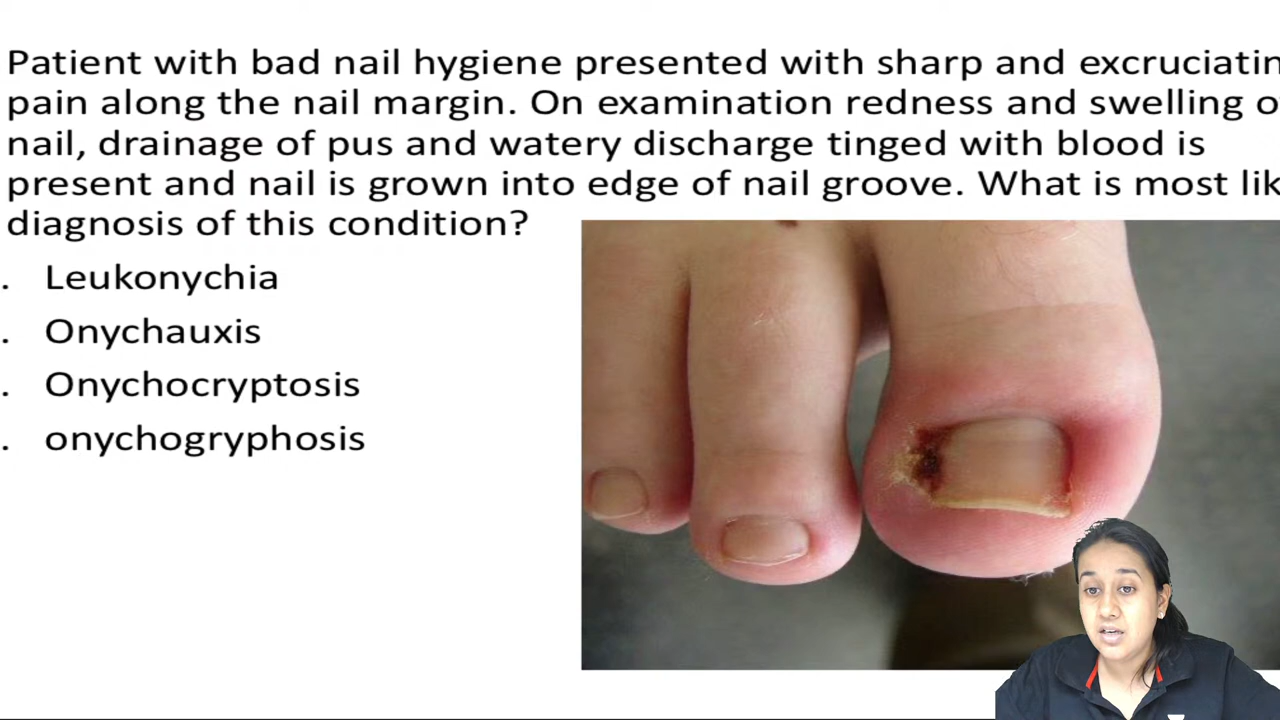 Patient with bad nail hygiene presented with sharp and excruciatin
pain along the nail margin. On examination redness and swelling o
nail, drainage of pus and watery discharge tinged with blood is
present and nail is grown into edge of nail groove. What is most lik
diagnosis of this condition?
. Leukonychia
. Onychauxis
. Onychocryptosis
. onychogryphosis